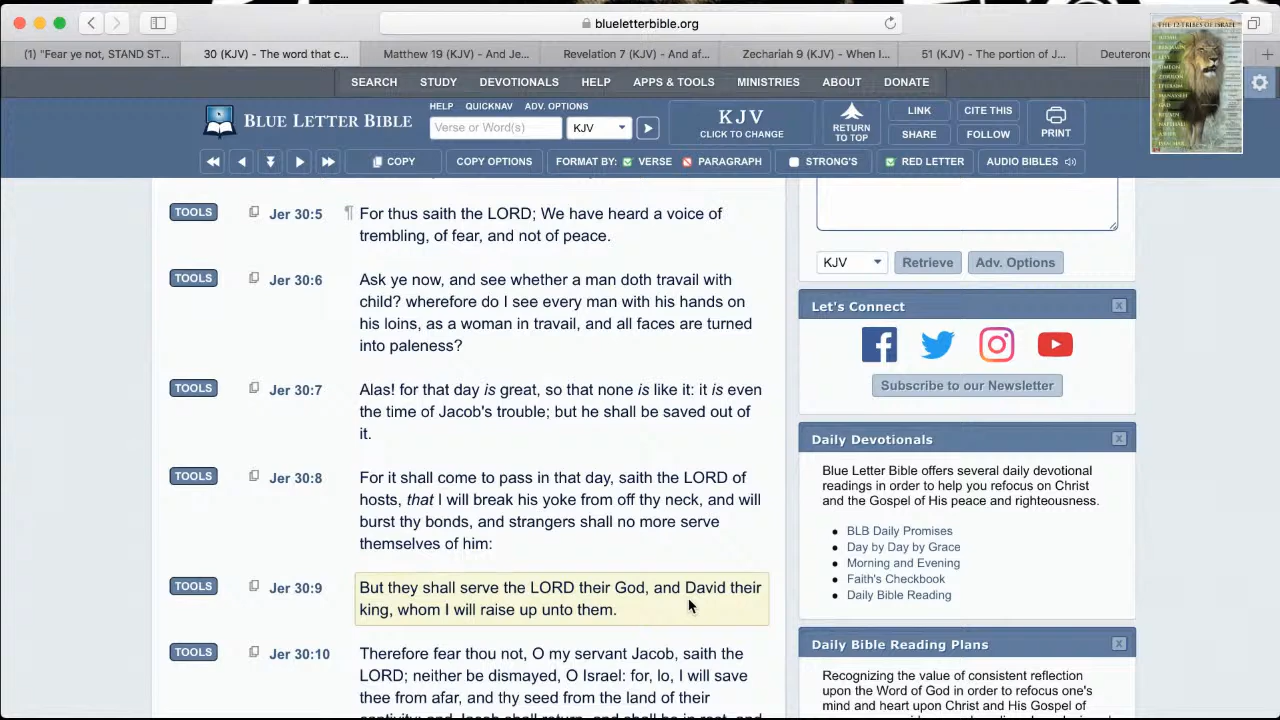 blueletterbible.org
(1) "Fear ye not, STAND ST...
30 (KJV) - The word that c...
Matthew 19 (KJV) - And Je...
Revelation 7 (KJV) - And af...
Zechariah 9 (KJV) - When I...
51 (KJV) - The portion of J...
Deuteronc
THE 12 TRIBES OF ISRAEL
SEARCH STUDY DEVOTIONALS HELP APPS & TOOLS MINISTRIES ABOUT DONATE
BLUE LETTER BIBLE
HELP QUICKNAV ADV. OPTIONS
Verse or Word(s)
KJV
KJV
CLICK TO CHANGE
RETURN
TO TOP
LINK
CITE THIS
SHARE
FOLLOW
PRINT
COPY
COPY OPTIONS
FORMAT BY: VERSE PARAGRAPH
STRONG'S
RED LETTER
AUDIO BIBLES
TOOLS Jer 30:5 ¶ For thus saith the LORD; We have heard a voice of
trembling, of fear, and not of peace.
TOOLS Jer 30:6 Ask ye now, and see whether a man doth travail with
child? wherefore do I see every man with his hands on
his loins, as a woman in travail, and all faces are turned
into paleness?
TOOLS Jer 30:7 Alas! for that day is great, so that none is like it: it is even
the time of Jacob's trouble; but he shall be saved out of
it.
TOOLS Jer 30:8 For it shall come to pass in that day, saith the LORD of
hosts, that I will break his yoke from off thy neck, and will
burst thy bonds, and strangers shall no more serve
themselves of him:
TOOLS Jer 30:9 But they shall serve the LORD their God, and David their
king, whom I will raise up unto them.
TOOLS Jer 30:10 Therefore fear thou not, O my servant Jacob, saith the
LORD; neither be dismayed, O Israel: for, lo, I will save
thee from afar, and thy seed from the land of their
captivity; and Jacob shall return, and shall be in rest, and
KJV
Retrieve
Adv. Options
Let's Connect
Subscribe to our Newsletter
Daily Devotionals
Blue Letter Bible offers several daily devotional
readings in order to help you refocus on Christ
and the Gospel of His peace and righteousness.
BLB Daily Promises
Day by Day by Grace
Morning and Evening
Faith's Checkbook
Daily Bible Reading
Daily Bible Reading Plans
Recognizing the value of consistent reflection
upon the Word of God in order to refocus one's
mind and heart upon Christ and His Gospel of